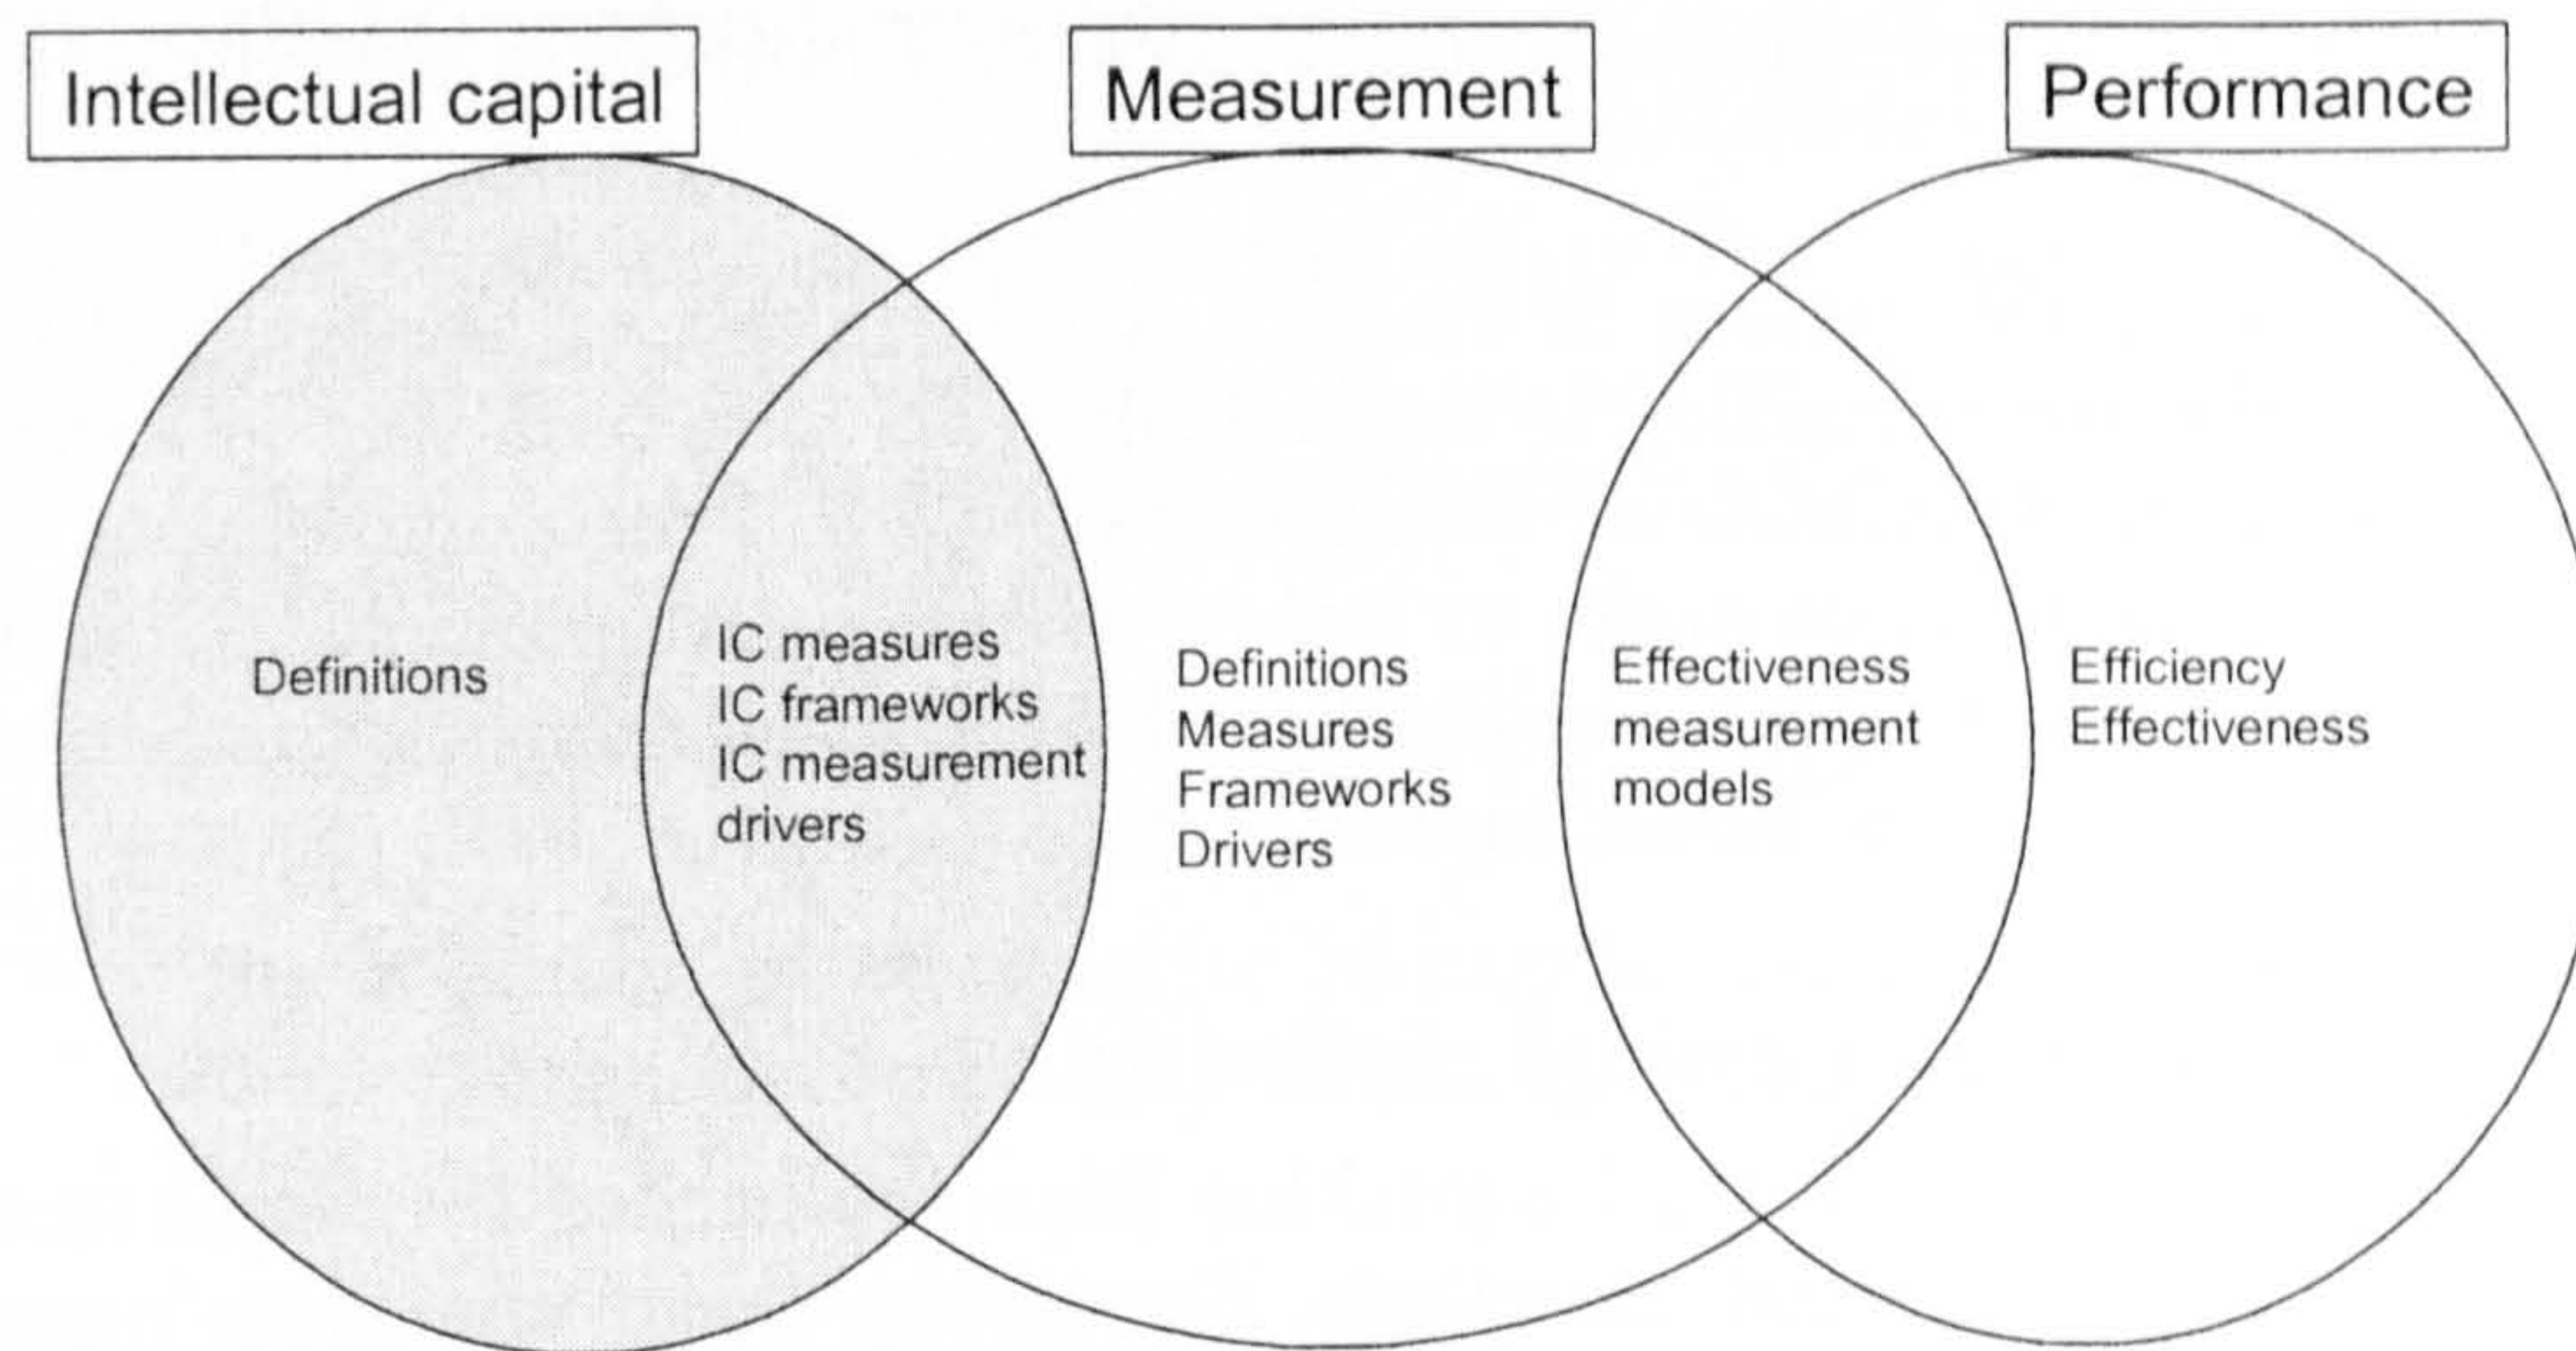 Intellectual capital
Measurement
Performance
Definitions
IC measures
IC frameworks
IC measurement
drivers
Definitions
Measures
Frameworks
Drivers
Effectiveness
measurement
models
Efficiency
Effectiveness